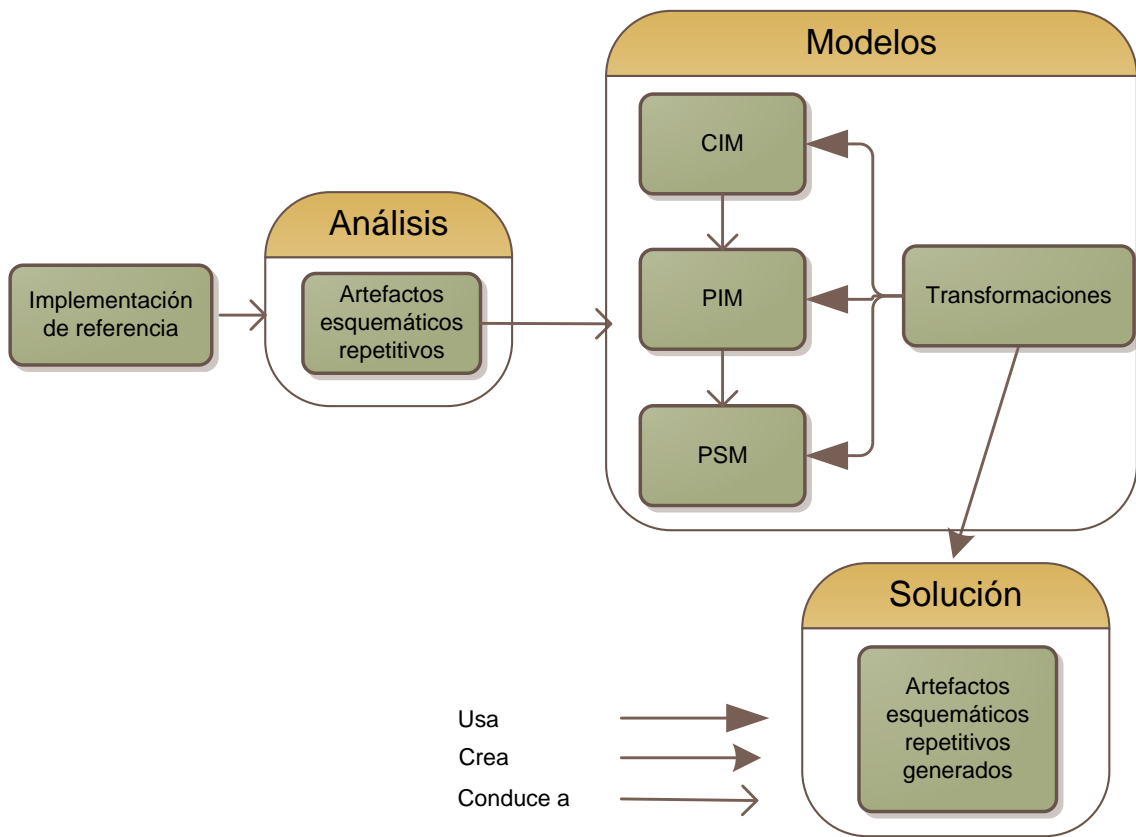 Modelos
CIM
Análisis
Implementación
de referencia
Artefactos
esquemáticos
repetitivos
PIM
Transformaciones
PSM
Solución
Artefactos
esquemáticos
repetitivos
generados
Usa
Crea
Conduce a